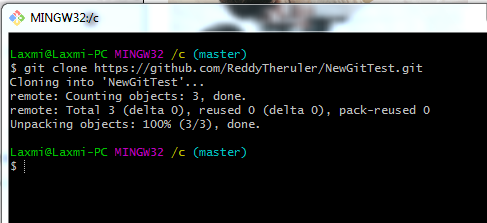 MINGW32:/c
Laxmi@Laxmi-PC MINGW32 /c (master)
$ git clone https://github.com/ReddyTheruler/NewGitTest.git
Cloning into 'NewGitTest'...
remote: Counting objects: 3, done.
remote: Total 3 (delta 0), reused 0 (delta 0), pack-reused 0
Unpacking objects: 100% (3/3), done.
Laxmi@Laxmi-PC MINGW32 /c (master)
$